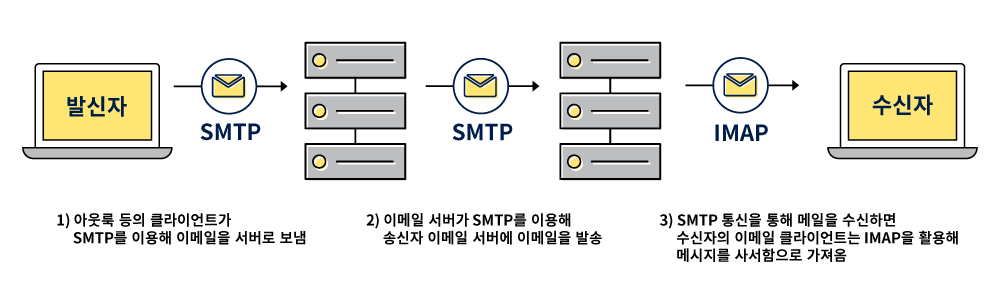 발신자
SMTP
SMTP
IMAP
수신자
1) 아웃룩 등의 클라이언트가
SMTP를 이용해 이메일을 서버로 보냄
2) 이메일 서버가 SMTP를 이용해
송신자 이메일 서버에 이메일을 발송
3) SMTP 통신을 통해 메일을 수신하면
수신자의 이메일 클라이언트는 IMAP을 활용해
메시지를 사서함으로 가져옴